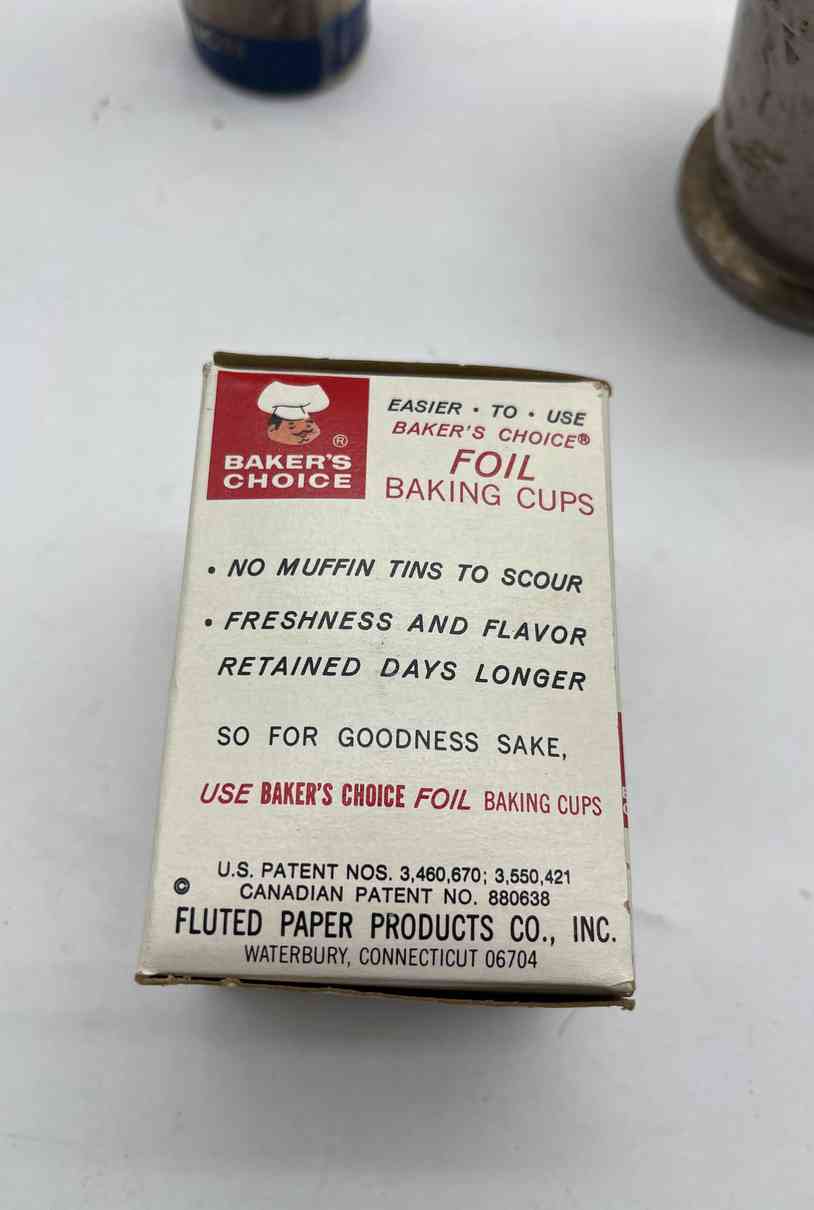 BAKER'S
CHOICE
®
EASIER · TO · USE
BAKER'S CHOICE®
FOIL
BAKING CUPS
• NO MUFFIN TINS TO SCOUR
• FRESHNESS AND FLAVOR
RETAINED DAYS LONGER
SO FOR GOODNESS SAKE,
USE BAKER'S CHOICE FOIL BAKING CUPS
U.S. PATENT NOS. 3,460,670; 3,550,421
© CANADIAN PATENT NO. 880638
FLUTED PAPER PRODUCTS CO., INC.
WATERBURY, CONNECTICUT 06704